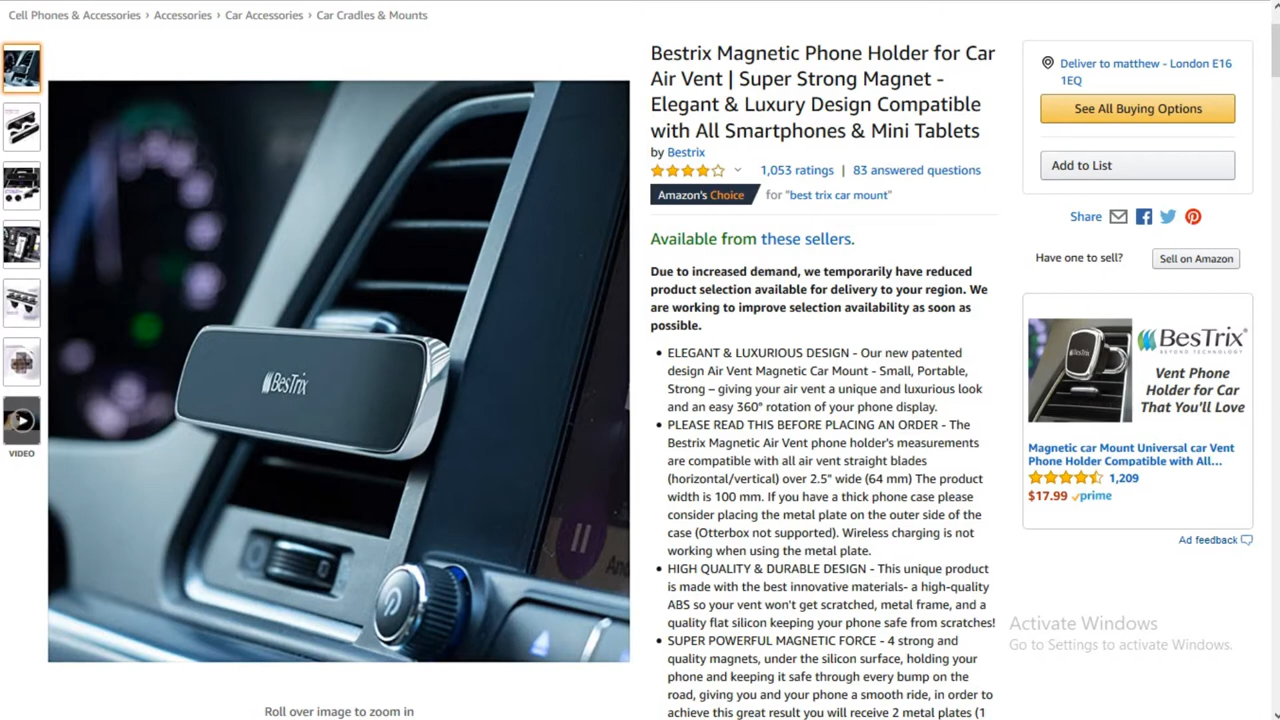 Cell Phones & Accessories › Accessories › Car Accessories › Car Cradles & Mounts
VIDEO
BESTRIX
Roll over image to zoom in
Bestrix Magnetic Phone Holder for Car
Air Vent | Super Strong Magnet -
Elegant & Luxury Design Compatible
with All Smartphones & Mini Tablets
by Bestrix
1,053 ratings | 83 answered questions
Amazon's Choice for "best trix car mount"
Available from these sellers.
Due to increased demand, we temporarily have reduced
product selection available for delivery to your region. We
are working to improve selection availability as soon as
possible.
• ELEGANT & LUXURIOUS DESIGN - Our new patented
design Air Vent Magnetic Car Mount - Small, Portable,
Strong – giving your air vent a unique and luxurious look
and an easy 360° rotation of your phone display.
• PLEASE READ THIS BEFORE PLACING AN ORDER - The
Bestrix Magnetic Air Vent phone holder's measurements
are compatible with all air vent straight blades
(horizontal/vertical) over 2.5" wide (64 mm) The product
width is 100 mm. If you have a thick phone case please
consider placing the metal plate on the outer side of the
case (Otterbox not supported). Wireless charging is not
working when using the metal plate.
• HIGH QUALITY & DURABLE DESIGN - This unique product
is made with the best innovative materials- a high-quality
ABS so your vent won't get scratched, metal frame, and a
quality flat silicon keeping your phone safe from scratches!
• SUPER POWERFUL MAGNETIC FORCE - 4 strong and
quality magnets, under the silicon surface, holding your
phone and keeping it safe through every bump on the
road, giving you and your phone a smooth ride, in order to
achieve this great result you will receive 2 metal plates (1
Deliver to matthew - London E16
1EQ
See All Buying Options
Add to List
Share
Have one to sell? Sell on Amazon
BESTRIX®
BEYOND TECHNOLOGY
Vent Phone
Holder for Car
That You'll Love
Magnetic car Mount Universal car Vent
Phone Holder Compatible with All...
1,209
$17.99 prime
Ad feedback
Activate Windows
Go to Settings to activate Windows.